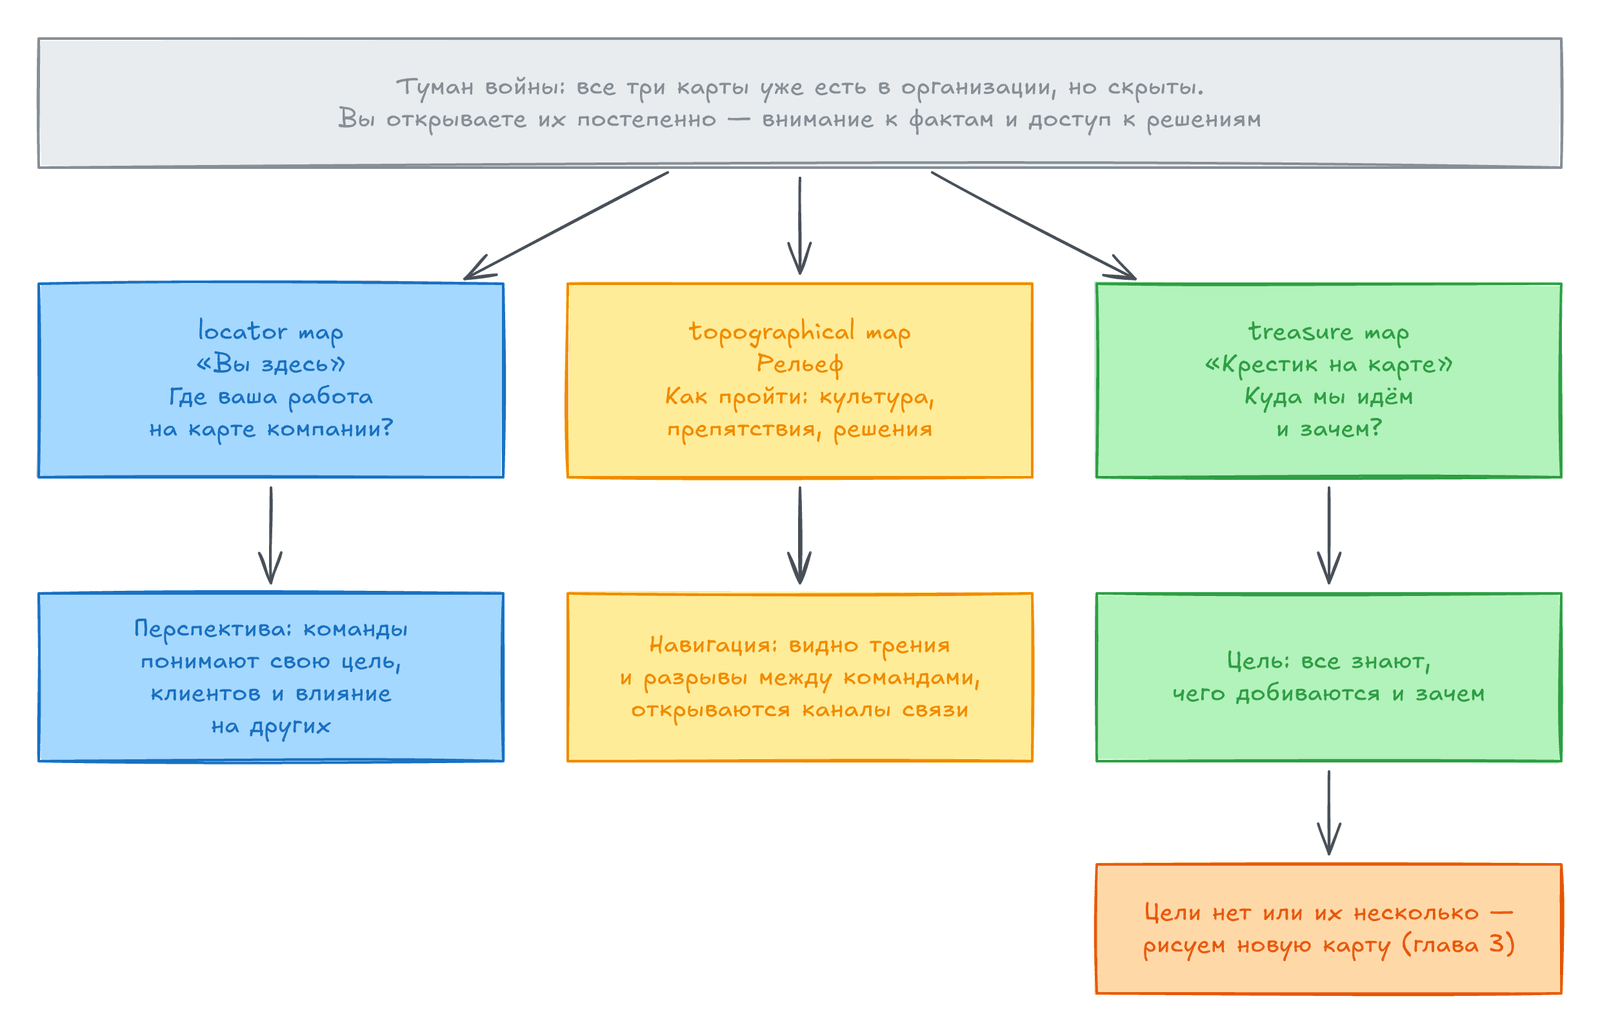 Туман войны: все три карты уже есть в организации, но скрыты.
Вы открываете их постепенно — внимание к фактам и доступ к решениям
locator map
«Вы здесь»
Где ваша работа
на карте компании?
topographical map
Рельеф
Как пройти: культура,
препятствия, решения
treasure map
«Крестик на карте»
Куда мы идём
и зачем?
Перспектива: команды
понимают свою цель,
клиентов и влияние
на других
Навигация: видно трения
и разрывы между командами,
открываются каналы связи
Цель: все знают,
чего добиваются и зачем
Цели нет или их несколько —
рисуем новую карту (глава 3)